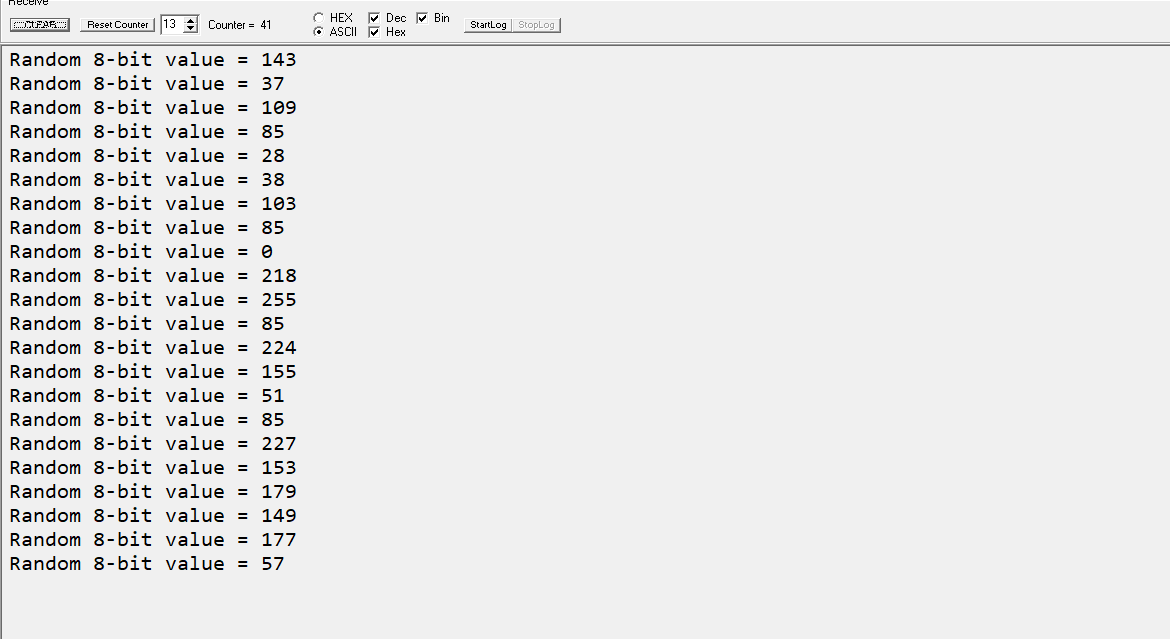 Receive
CLEAR Reset Counter 13 Counter = 41 HEX Dec Bin StartLog StopLog
ASCII Hex
Random 8-bit value = 143
Random 8-bit value = 37
Random 8-bit value = 109
Random 8-bit value = 85
Random 8-bit value = 28
Random 8-bit value = 38
Random 8-bit value = 103
Random 8-bit value = 85
Random 8-bit value = 0
Random 8-bit value = 218
Random 8-bit value = 255
Random 8-bit value = 85
Random 8-bit value = 224
Random 8-bit value = 155
Random 8-bit value = 51
Random 8-bit value = 85
Random 8-bit value = 227
Random 8-bit value = 153
Random 8-bit value = 179
Random 8-bit value = 149
Random 8-bit value = 177
Random 8-bit value = 57